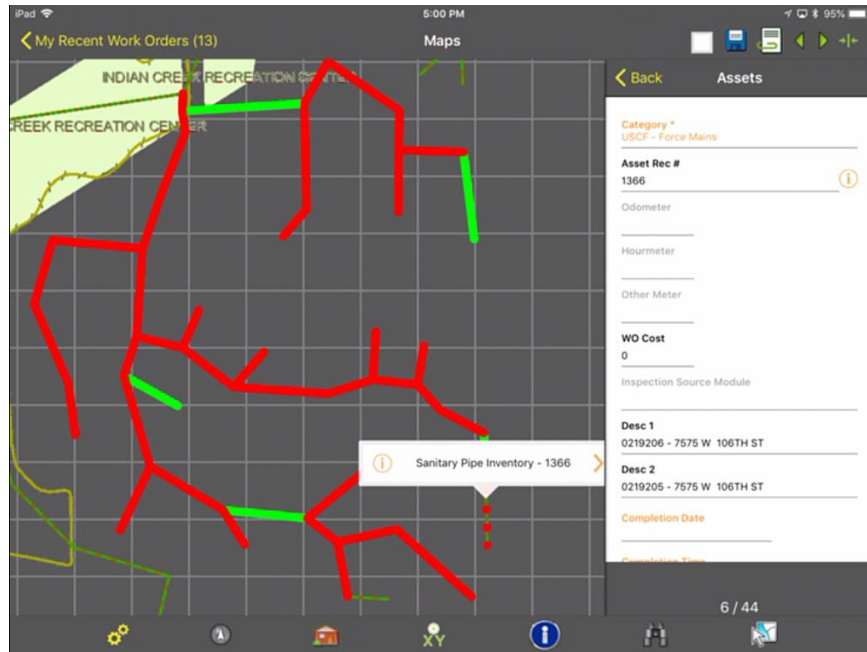 iPad 5:00 PM 95%
My Recent Work Orders (13) Maps
INDIAN CREEK RECREATION CENTER
CREEK RECREATION CENTER
Back Assets
Category *
USCF - Force Mains
Asset Rec #
1366
Odometer
Hourmeter
Other Meter
WO Cost
0
Inspection Source Module
Sanitary Pipe Inventory - 1366
Desc 1
0219206 - 7575 W 106TH ST
Desc 2
0219205 - 7575 W 106TH ST
Completion Date
Completion Time
6 / 44
XY